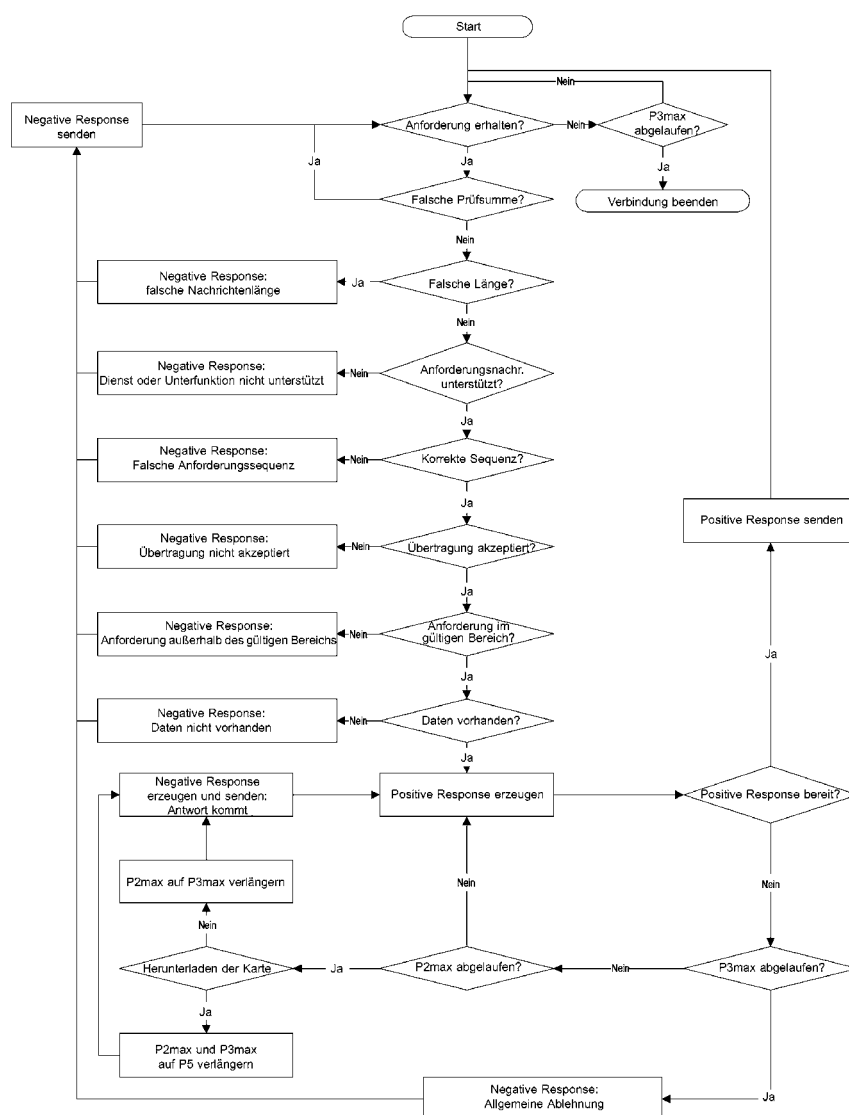 Start
Nein
Negative Response
senden
Anforderung erhalten?
Nein
P3max
abgelaufen?
Ja
Ja
Ja
Falsche Prüfsumme?
Verbindung beenden
Nein
Negative Response:
falsche Nachrichtenlänge
Ja
Falsche Länge?
Nein
Negative Response:
Dienst oder Unterfunktion nicht unterstützt
Nein
Anforderungsnachr.
unterstützt?
Ja
Negative Response:
Falsche Anforderungssequenz
Nein
Korrekte Sequenz?
Ja
Positive Response senden
Negative Response:
Übertragung nicht akzeptiert
Nein
Übertragung akzeptiert?
Ja
Negative Response:
Anforderung außerhalb des gültigen Bereichs
Nein
Anforderung im
gültigen Bereich?
Ja
Ja
Negative Response:
Daten nicht vorhanden
Nein
Daten vorhanden?
Ja
Negative Response
erzeugen und senden:
Antwort kommt
Positive Response erzeugen
Positive Response bereit?
P2max auf P3max verlängern
Nein
Nein
Nein
Herunterladen der Karte
Ja
P2max abgelaufen?
Nein
P3max abgelaufen?
Ja
P2max und P3max
auf P5 verlängern
Negative Response:
Allgemeine Ablehnung
Ja